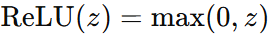 ReLU(z) = max(0, z)